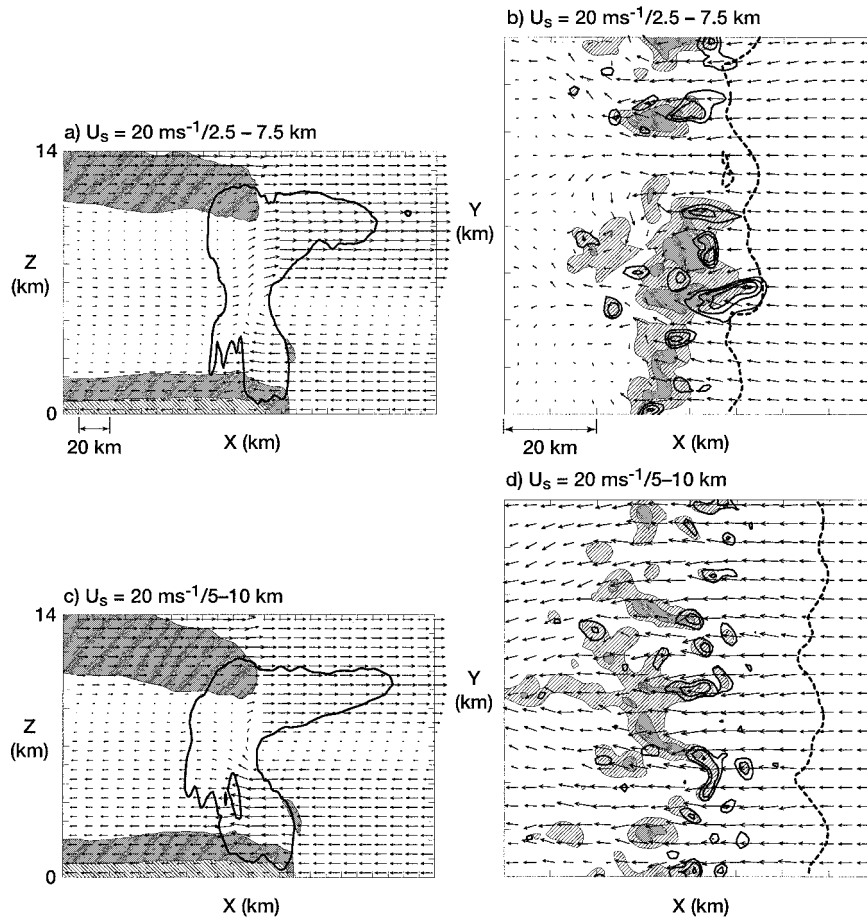 b) Us = 20 ms⁻¹/2.5 – 7.5 km
a) Us = 20 ms⁻¹/2.5 – 7.5 km
14
Z
(km)
0
20 km
X (km)
Y
(km)
20 km
X (km)
d) Us = 20 ms⁻¹/5–10 km
c) Us = 20 ms⁻¹/5–10 km
14
Z
(km)
0
X (km)
Y
(km)
X (km)